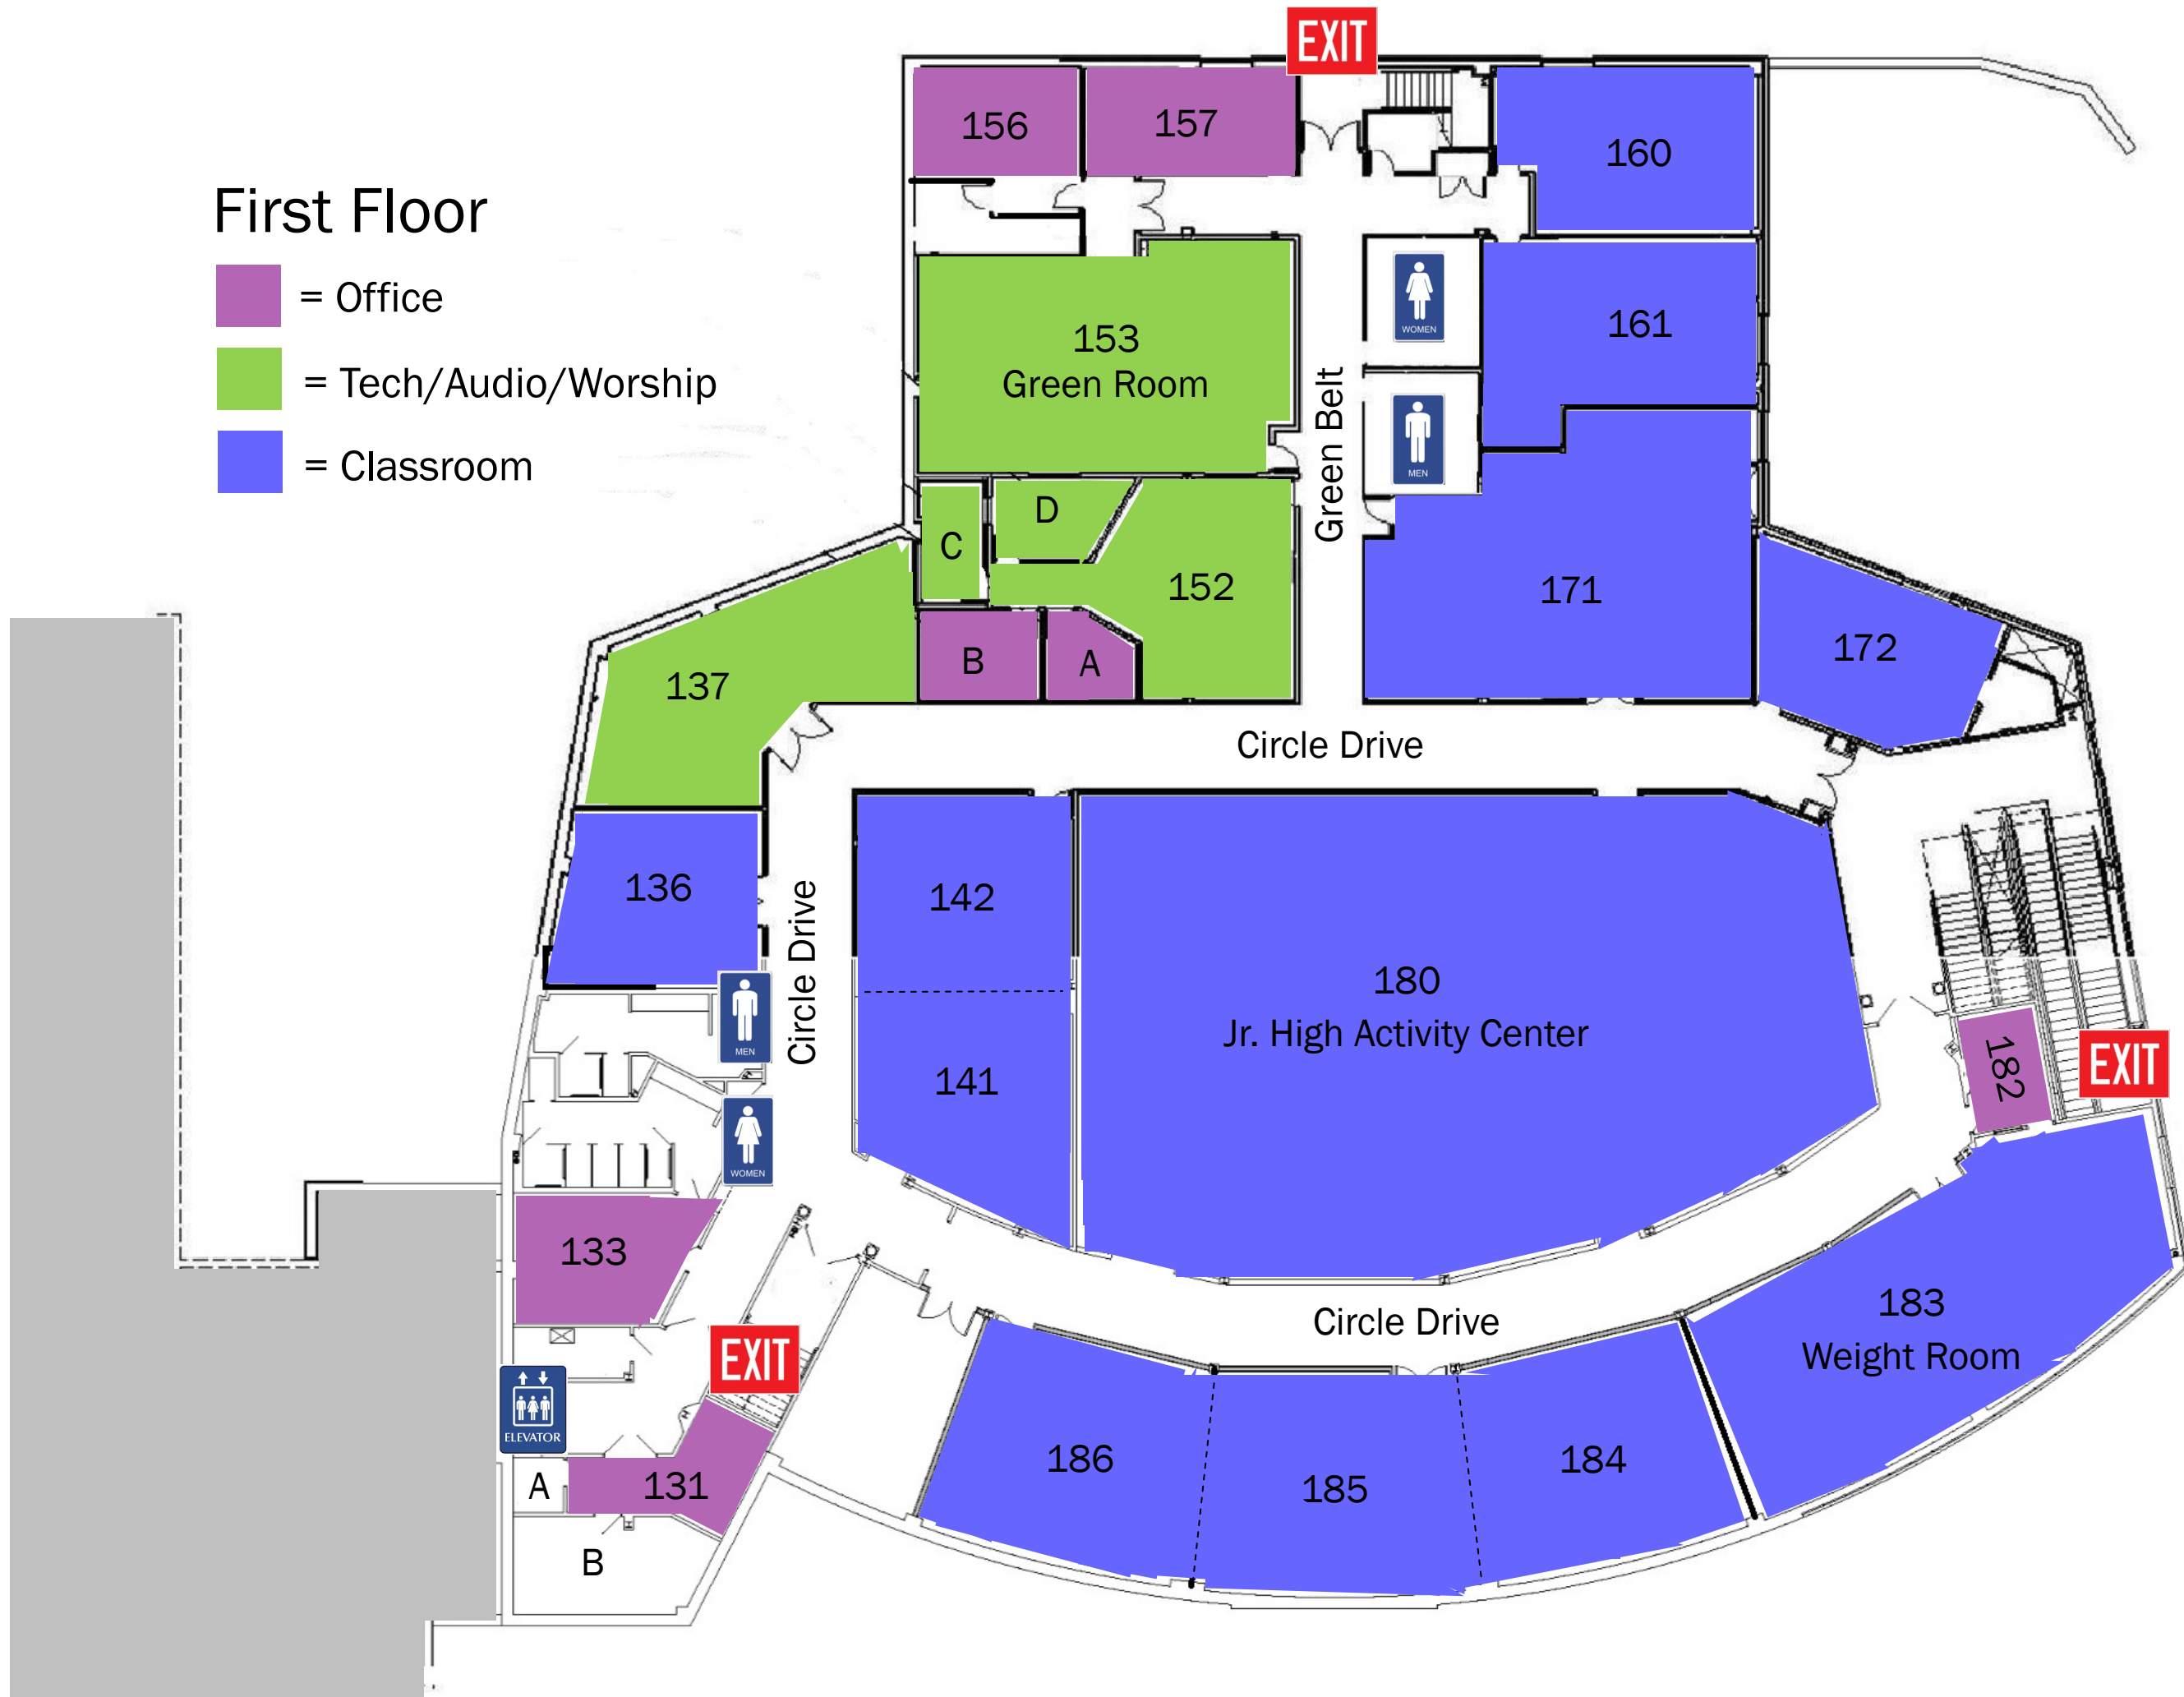 EXIT
156
157
160
First Floor
= Office
= Tech/Audio/Worship
= Classroom
WOMEN
161
153
Green Room
Green Belt
MEN
D
C
152
171
172
B
A
137
Circle Drive
136
142
Circle Drive
180
Jr. High Activity Center
MEN
141
182
EXIT
WOMEN
133
183
Weight Room
Circle Drive
EXIT
ELEVATOR
186
185
184
A
131
B